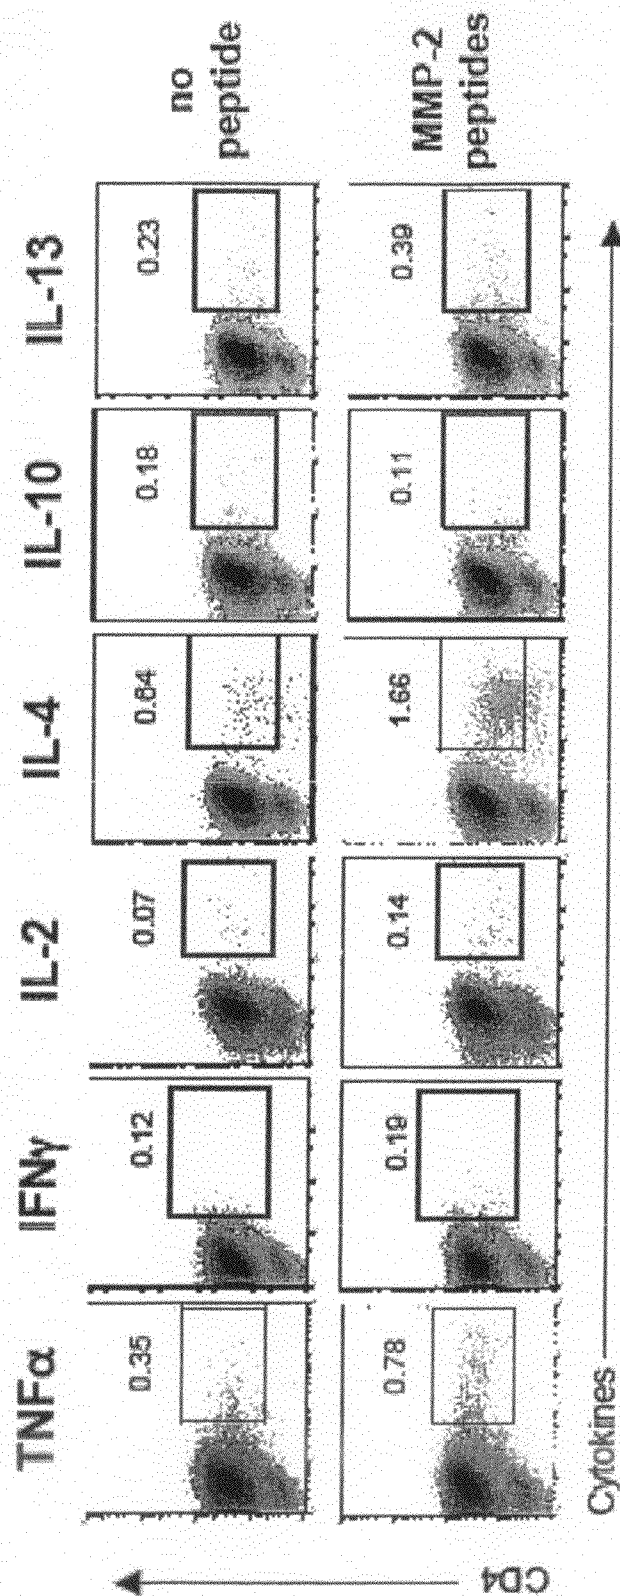 TNFα IFNγ IL-2 IL-4 IL-10 IL-13
0.35 0.12 0.07 0.64 0.18 0.23
no
peptide
0.78 0.19 0.14 1.66 0.11 0.39
MMP-2
peptides
CD4
Cytokines